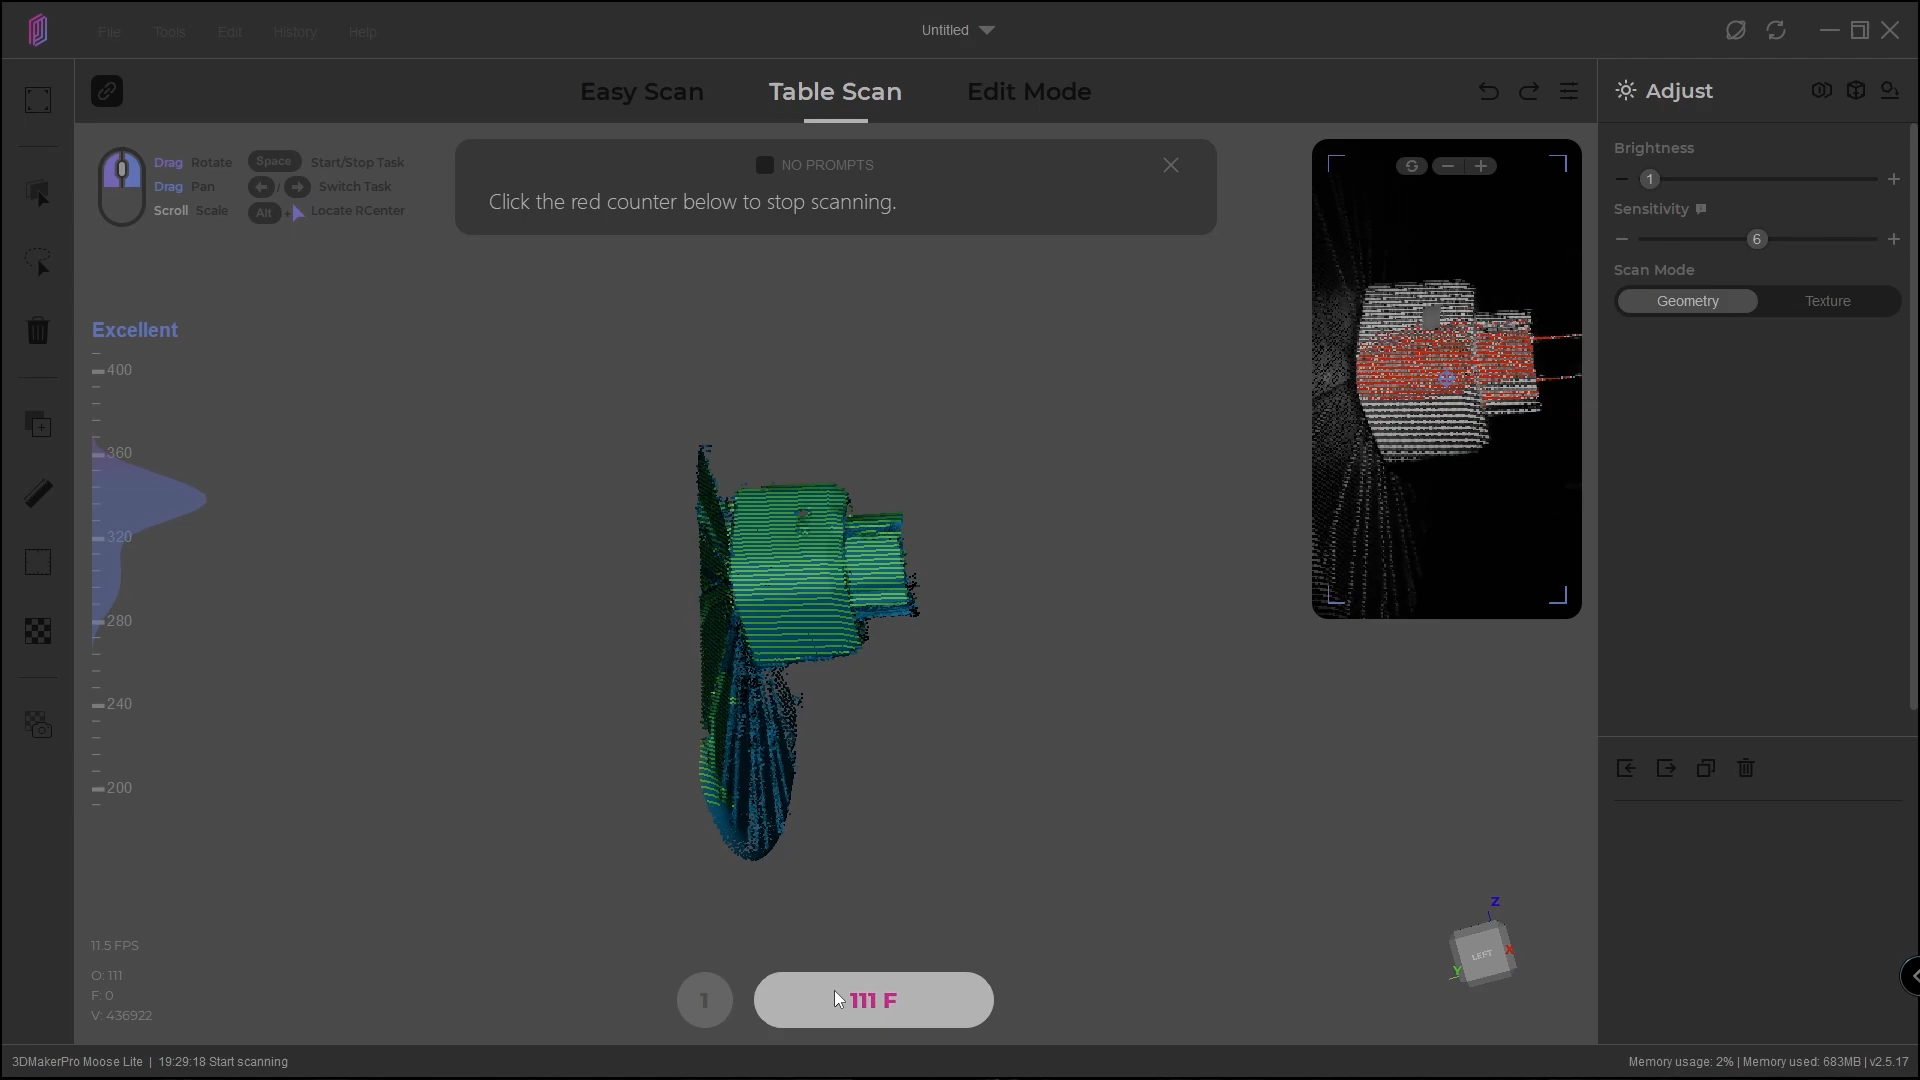 File Tools Edit History Help
Untitled
Easy Scan Table Scan Edit Mode
Adjust
Drag Rotate Space Start/Stop Task
Drag Pan / Switch Task
Scroll Scale Alt + Locate RCenter
NO PROMPTS
Click the red counter below to stop scanning.
Brightness
1
Sensitivity
6
Scan Mode
Geometry Texture
Excellent
400
360
320
280
240
200
11.5 FPS
O: 111
F: 0
V: 436922
1
111 F
Z
LEFT
X
Y
3DMakerPro Moose Lite | 19:29:18 Start scanning
Memory usage: 2% | Memory used: 683MB | v2.5.17